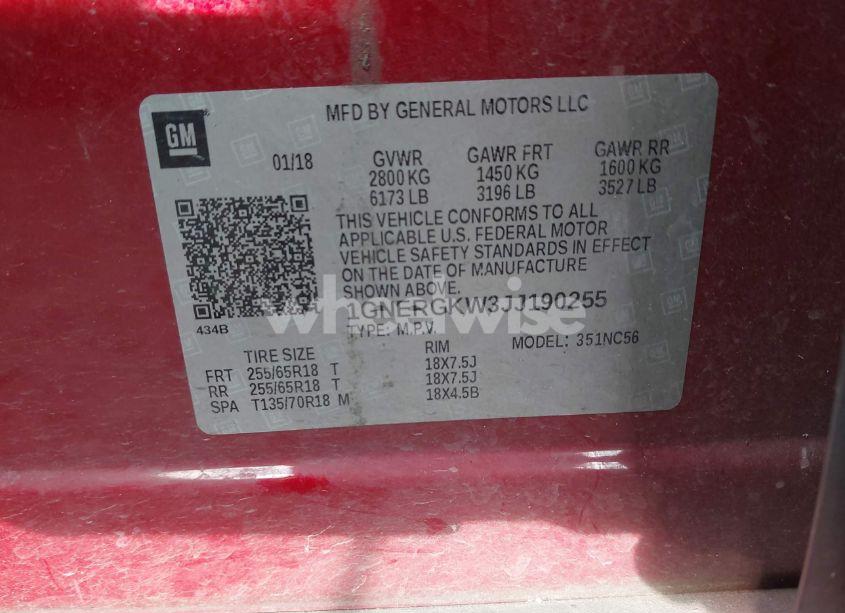 GM
MFD BY GENERAL MOTORS LLC
01/18 GVWR GAWR FRT GAWR RR
2800 KG 1450 KG 1600 KG
6173 LB 3196 LB 3527 LB
THIS VEHICLE CONFORMS TO ALL
APPLICABLE U.S. FEDERAL MOTOR
VEHICLE SAFETY STANDARDS IN EFFECT
ON THE DATE OF MANUFACTURE
SHOWN ABOVE.
1GNERGKW3JJ190255
wheelwise
434B
TYPE: M.P.V. MODEL: 351NC56
TIRE SIZE RIM
FRT 255/65R18 T 18X7.5J
RR 255/65R18 T 18X7.5J
SPA T135/70R18 M 18X4.5B